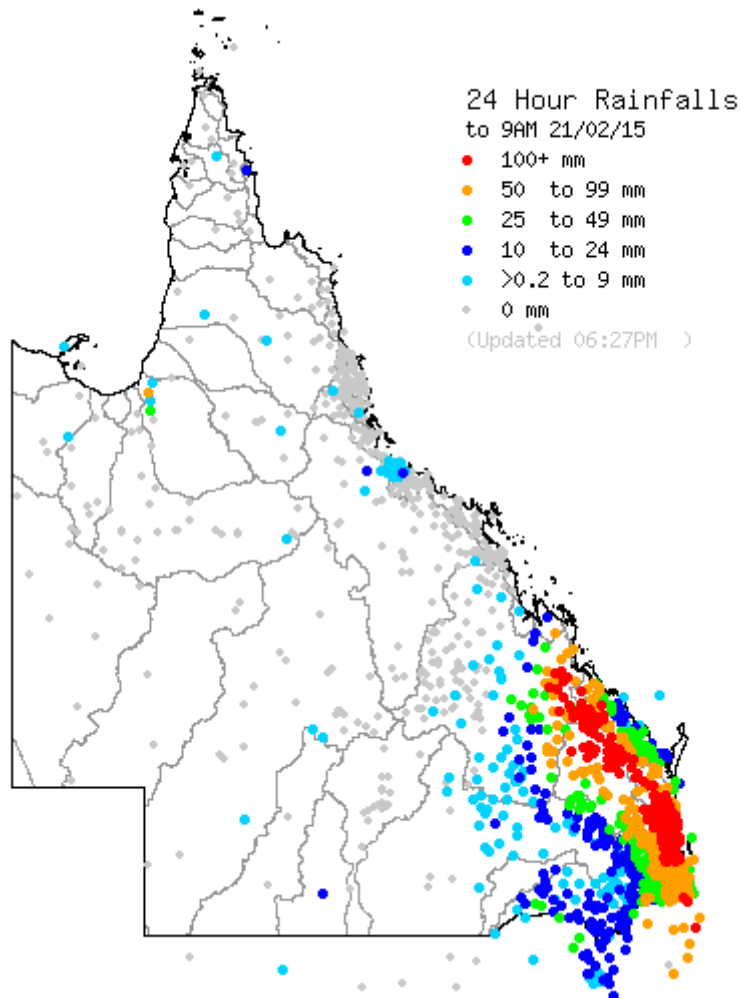 24 Hour Rainfalls
to 9AM 21/02/15
100+ mm
50 to 99 mm
25 to 49 mm
10 to 24 mm
>0.2 to 9 mm
0 mm
(Updated 06:27PM )